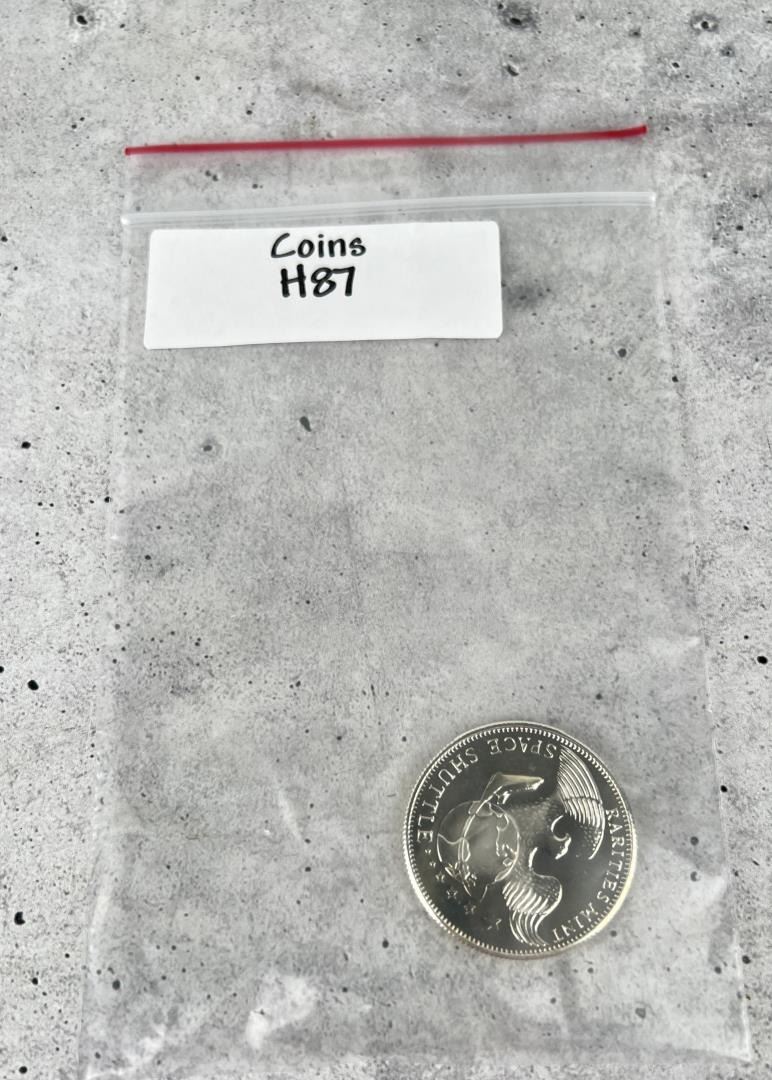 Coins
H87
RARITIES MINT
SPACE SHUTTLE